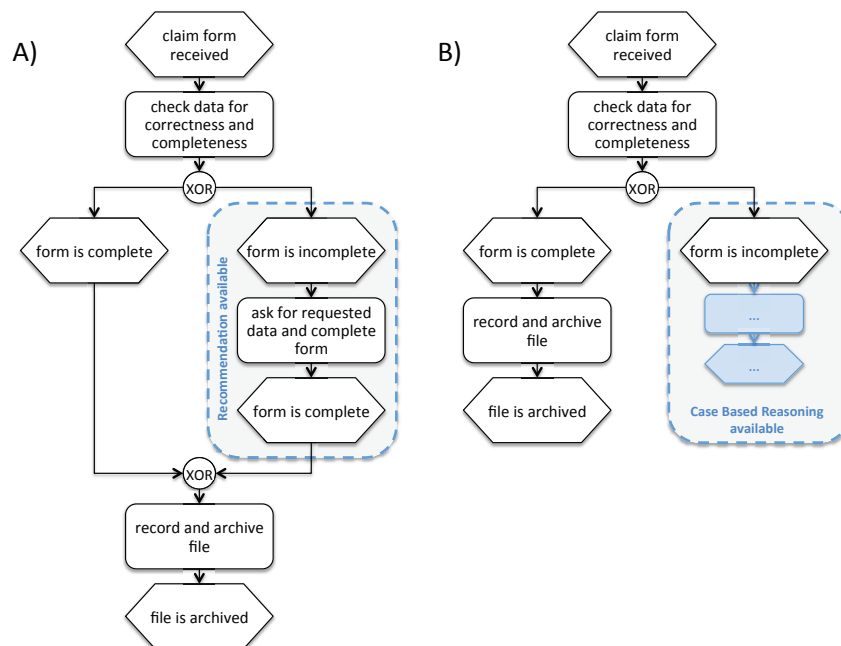 A)
claim form
received
check data for
correctness and
completeness
XOR
form is complete
Recommendation available
form is incomplete
ask for requested
data and complete
form
form is complete
XOR
record and archive
file
file is archived
B)
claim form
received
check data for
correctness and
completeness
XOR
form is complete
record and archive
file
file is archived
form is incomplete
...
...
Case Based Reasoning
available